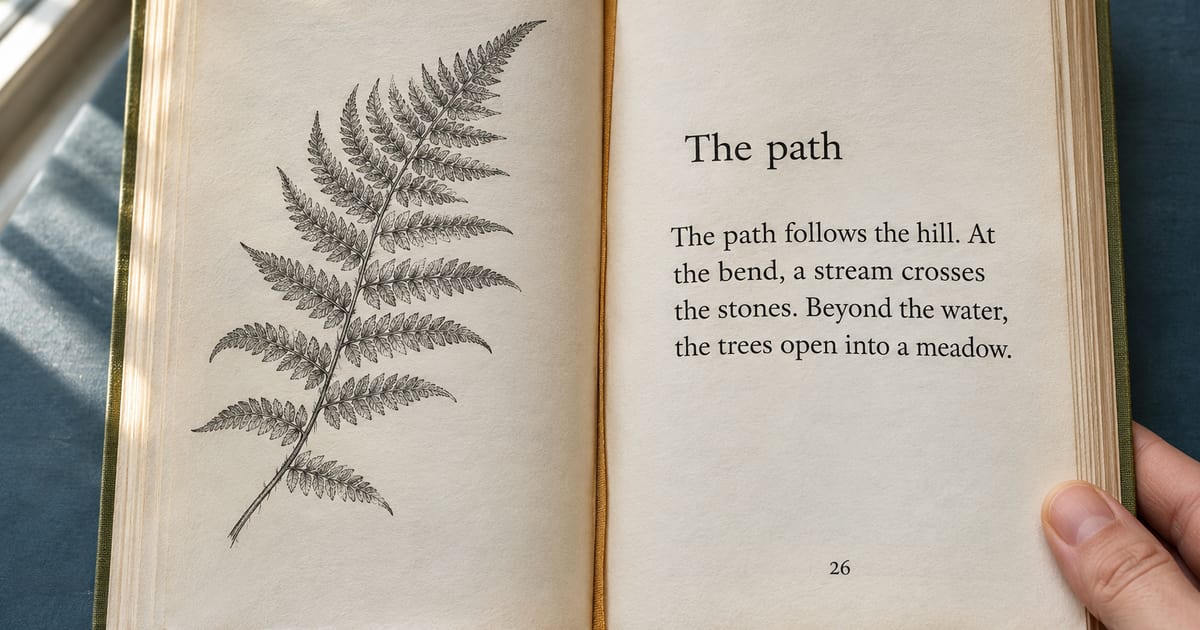 The path
The path follows the hill. At
the bend, a stream crosses
the stones. Beyond the water,
the trees open into a meadow.
26